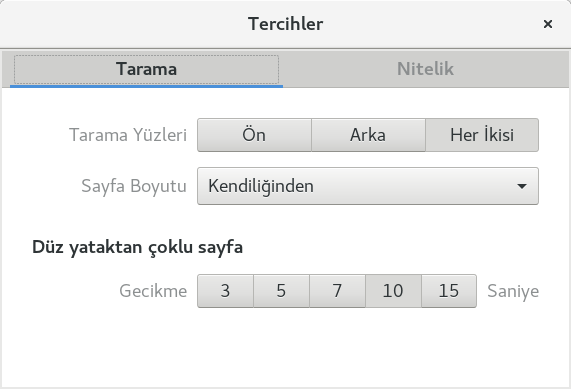 Tercihler ×
Tarama Nitelik
Tarama Yüzleri Ön Arka Her İkisi
Sayfa Boyutu Kendiliğinden
Düz yataktan çoklu sayfa
Gecikme 3 5 7 10 15 Saniye